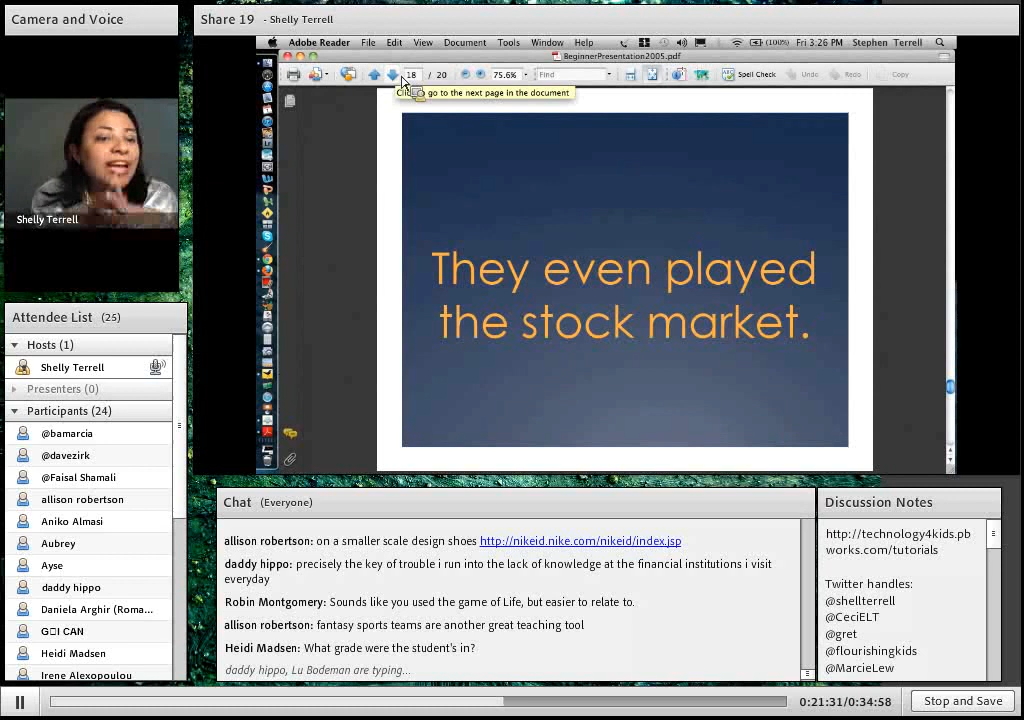 Camera and Voice
Share 19 - Shelly Terrell
Adobe Reader File Edit View Document Tools Window Help (100%) Fri 3:26 PM Stephen Terrell
BeginnerPresentation2005.pdf
18 / 20 75.6% Find Spell Check Undo Redo Copy
go to the next page in the document
They even played
the stock market.
Shelly Terrell
Attendee List (25)
Hosts (1)
Shelly Terrell
Presenters (0)
Participants (24)
@bamarcia
@davezirk
@Faisal Shamali
allison robertson
Aniko Almasi
Aubrey
Ayse
daddy hippo
Daniela Arghir (Roma...
G□I CAN
Heidi Madsen
Irene Alexopoulou
Chat (Everyone)
allison robertson: on a smaller scale design shoes http://nikeid.nike.com/nikeid/index.jsp
daddy hippo: precisely the key of trouble i run into the lack of knowledge at the financial institutions i visit
everyday
Robin Montgomery: Sounds like you used the game of Life, but easier to relate to.
allison robertson: fantasy sports teams are another great teaching tool
Heidi Madsen: What grade were the student's in?
daddy hippo, Lu Bodeman are typing...
Discussion Notes
http://technology4kids.pb
works.com/tutorials
Twitter handles:
@shellterrell
@CeciELT
@gret
@flourishingkids
@MarcieLew
0:21:31/0:34:58
Stop and Save